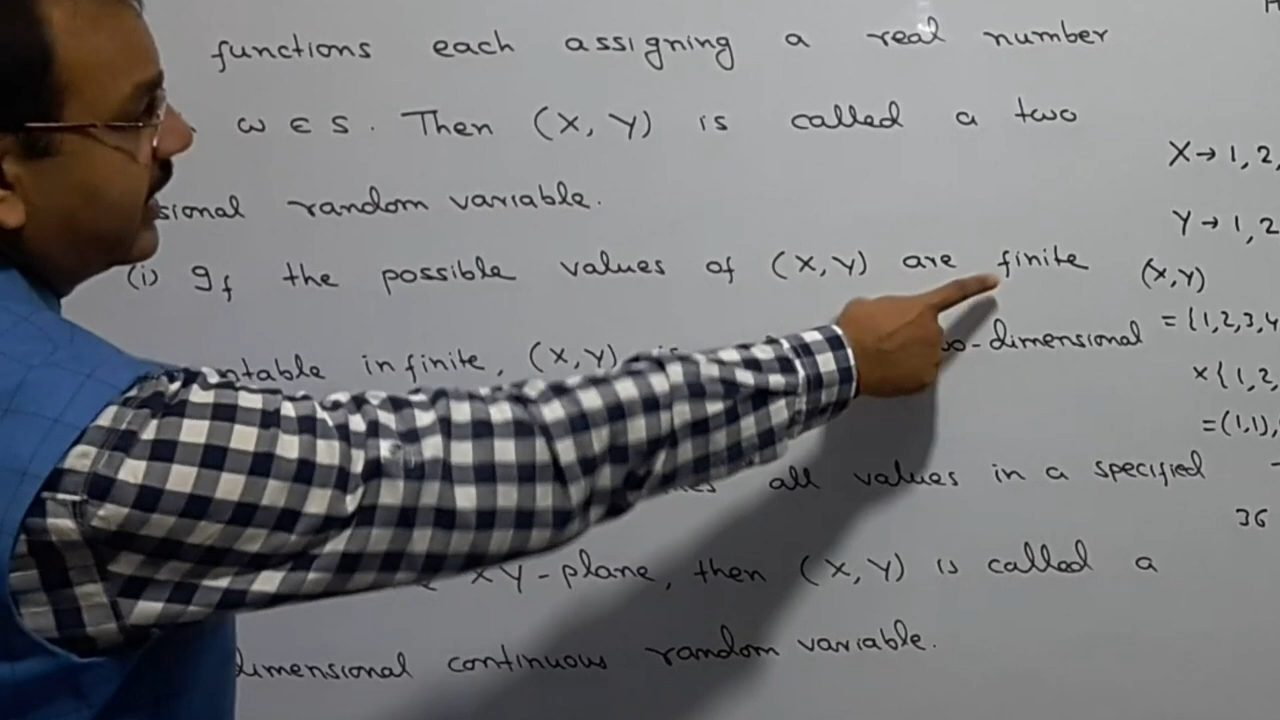 functions each assigning a real number
ω ∈ S. Then (X, Y) is called a two
sional random variable.
(i) If the possible values of (X, Y) are finite
ntable infinite, (X, Y) is o-dimensional
all values in a specified
XY-plane, then (X, Y) is called a
dimensional continuous random variable.
X → 1, 2,
Y → 1, 2
(X, Y)
= {1, 2, 3, 4
x {1, 2,
= (1,1),
36